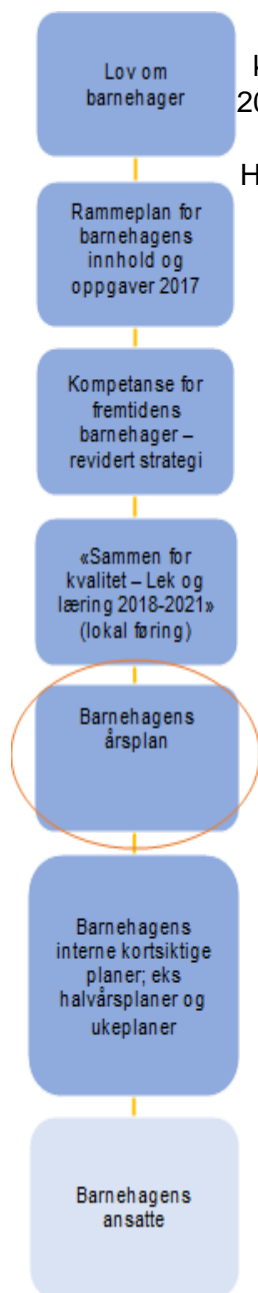 Lov om
barnehager
20
H
Rammeplan for
barnehagens
innhold og
oppgaver 2017
Kompetanse for
fremtidens
barnehager –
revidert strategi
«Sammen for
kvalitet – Lek og
læring 2018-2021»
(lokal føring)
Barnehagens
årsplan
Barnehagens
interne kortsiktige
planer; eks
halvårsplaner og
ukeplaner
Barnehagens
ansatte